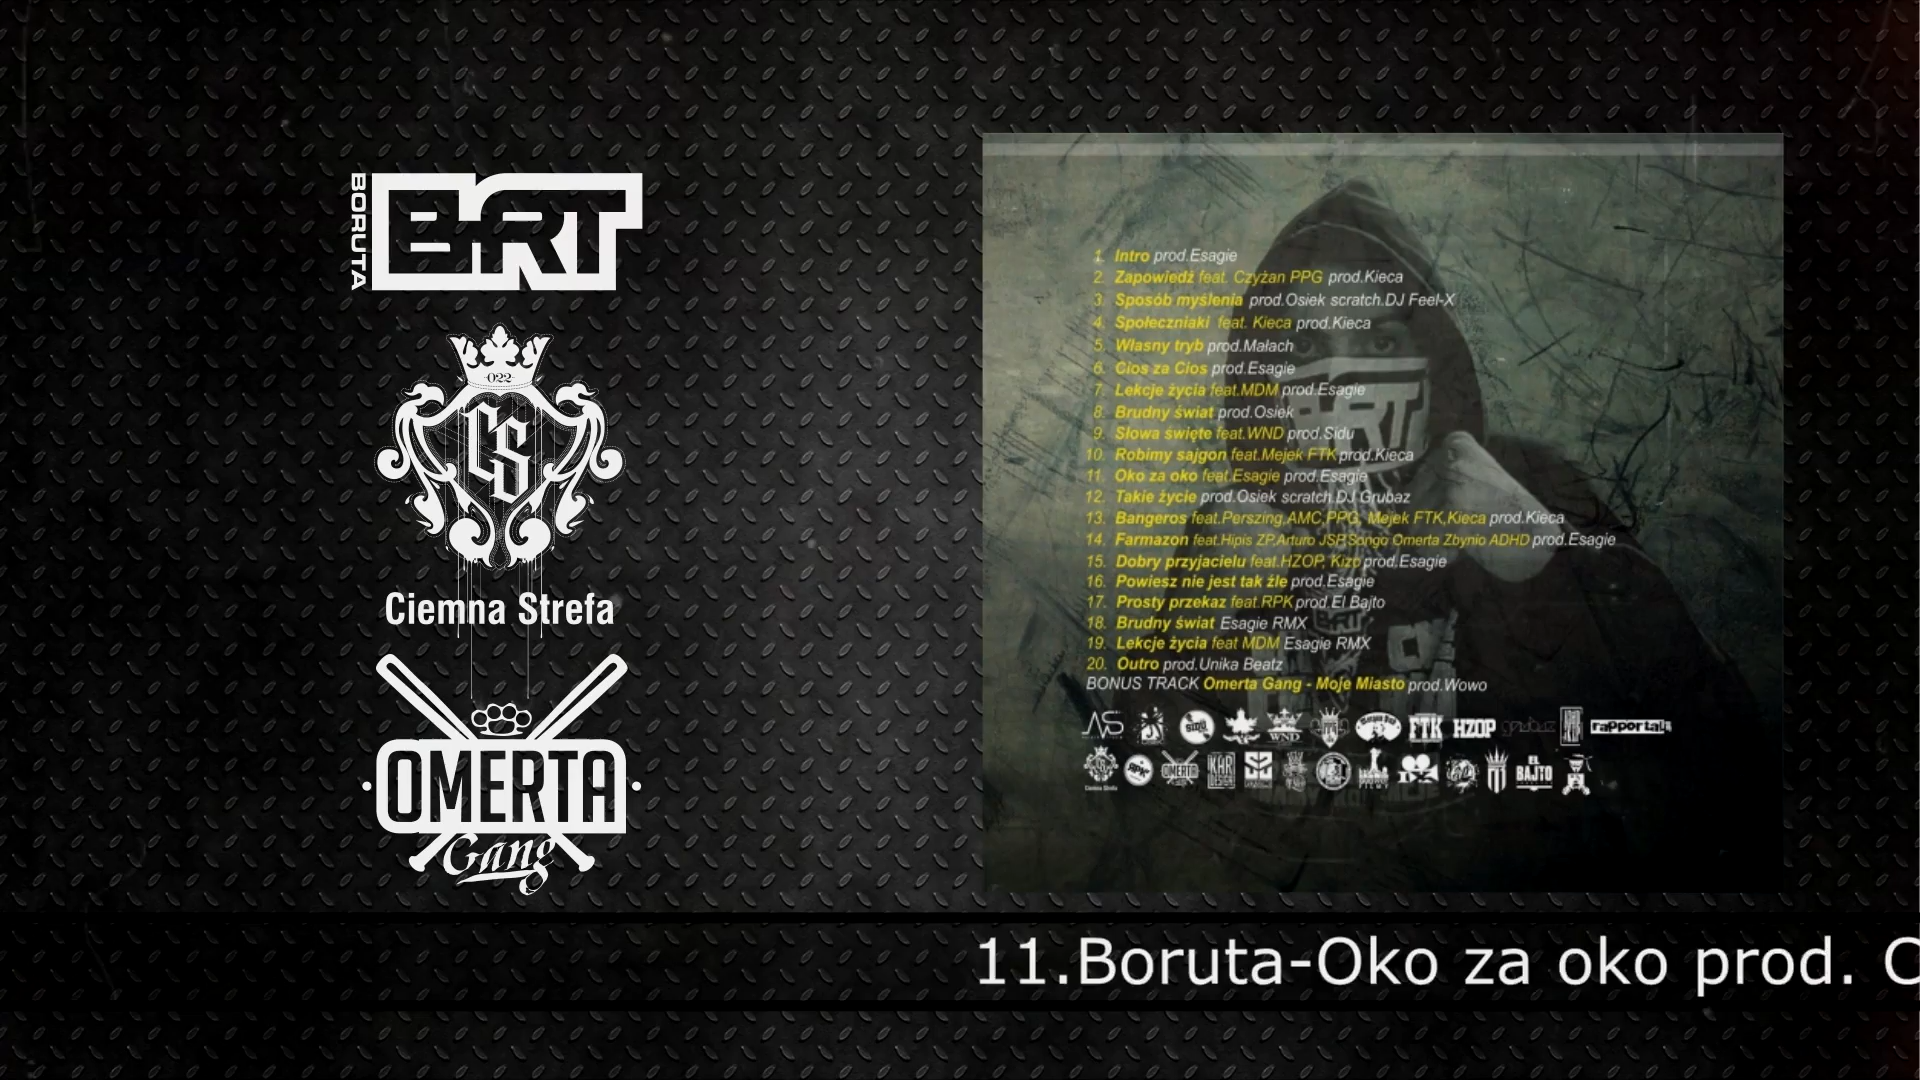 BORUTA
BRT
022
CS
Ciemna Strefa
OMERTA
Gang
1. Intro prod.Esagie
2. Zapowiedź feat. Czyżan PPG prod.Kieca
3. Sposób myślenia prod.Osiek scratch.DJ Feel-X
4. Społeczniaki feat. Kieca prod.Kieca
5. Własny tryb prod.Małach
6. Cios za Cios prod.Esagie
7. Lekcje życia feat.MDM prod.Esagie
8. Brudny świat prod.Osiek
9. Słowa święte feat.WND prod.Sidu
10. Robimy sajgon feat.Mejek FTK prod.Kieca
11. Oko za oko feat Esagie prod.Esagie
12. Takie życie prod.Osiek scratch.DJ Grubaz
13. Bangeros feat.Perszing,AMC,PPG, Mejek FTK,Kieca prod.Kieca
14. Farmazon feat.Hipis ZP,Arturo JSP,Songo Omerta Zbynio ADHD prod.Esagie
15. Dobry przyjacielu feat.HZOP, Kizo prod.Esagie
16. Powiesz nie jest tak źle prod.Esagie
17. Prosty przekaz feat.RPK prod.El Bajto
18. Brudny świat Esagie RMX
19. Lekcje życia feat MDM Esagie RMX
20. Outro prod.Unika Beatz
BONUS TRACK Omerta Gang - Moje Miasto prod.Wowo
WND FTK HZOP rapportal
Ciemna Strefa OMERTA EL BAJTO
11.Boruta-Oko za oko prod. C